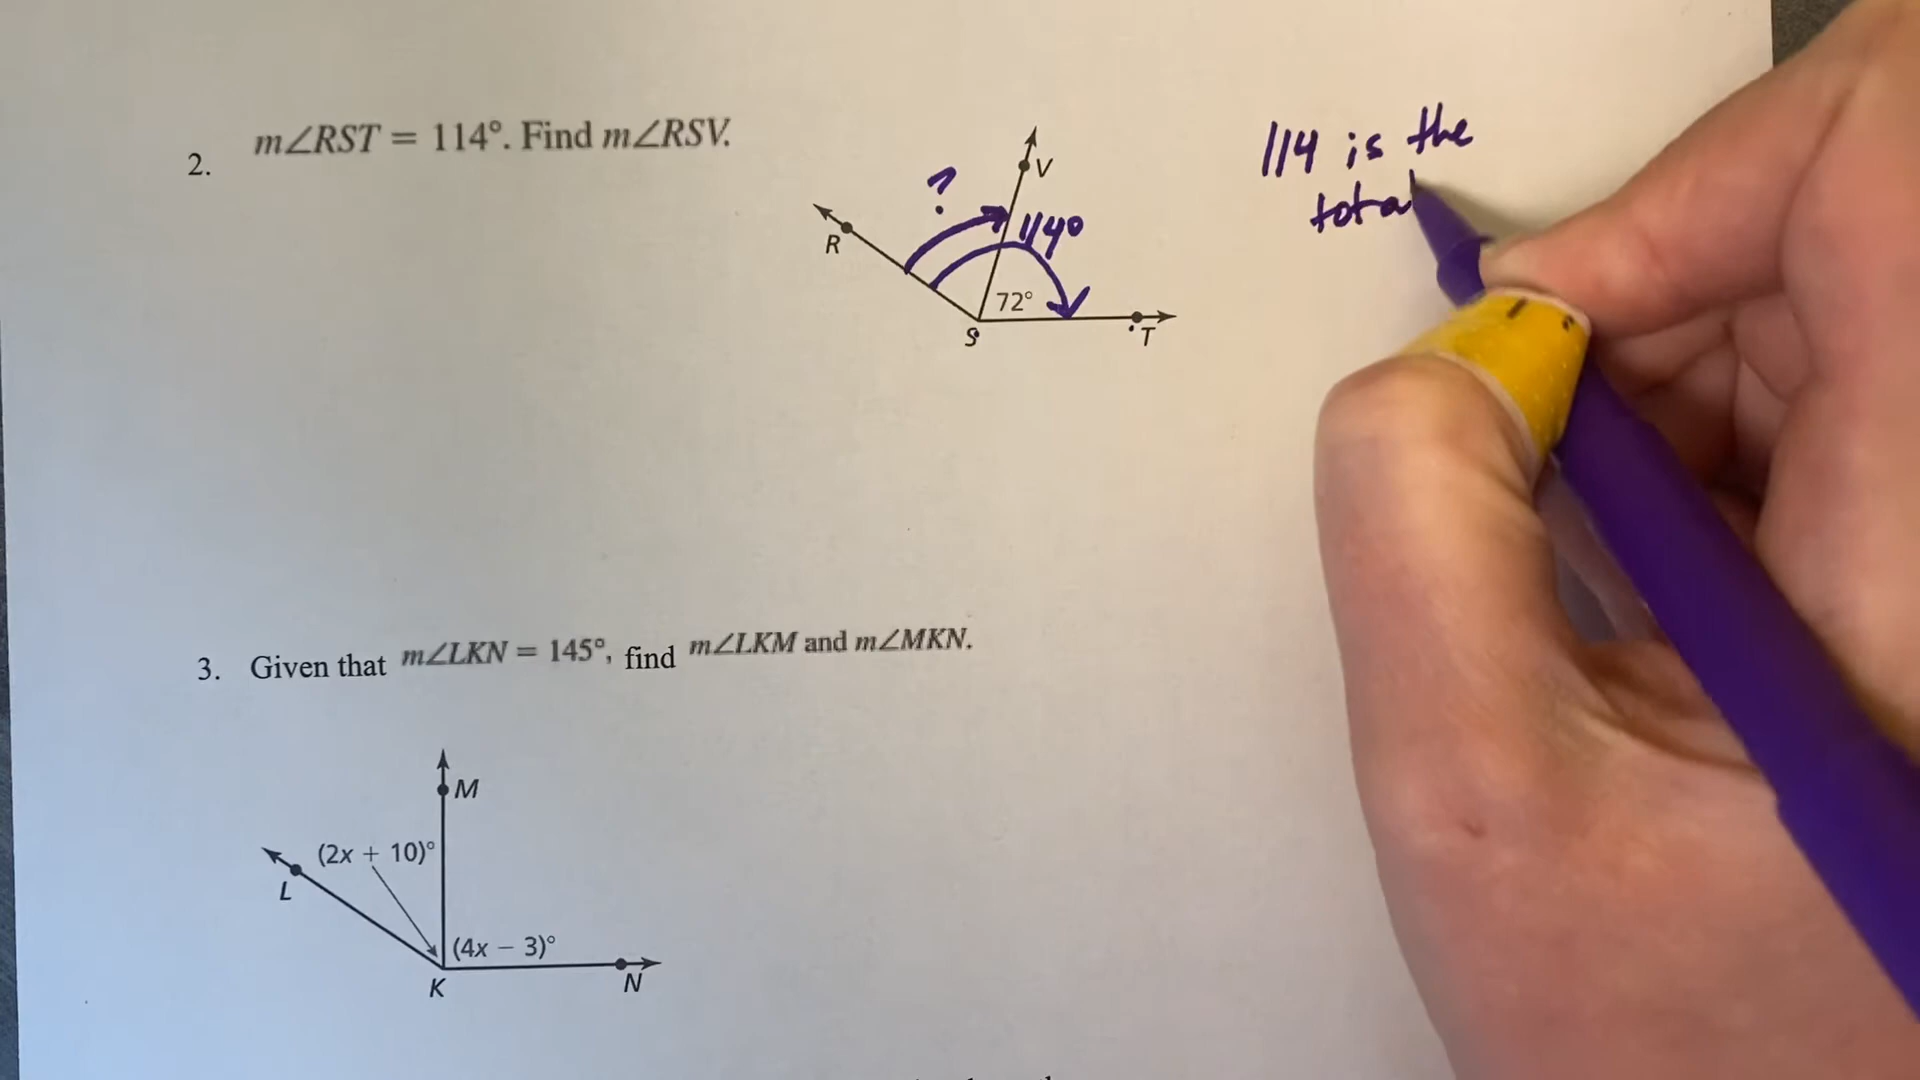 2. m∠RST = 114°. Find m∠RSV.
114 is the
total
?
V
R
114°
72°
S
T
3. Given that m∠LKN = 145°, find m∠LKM and m∠MKN.
M
(2x + 10)°
L
(4x − 3)°
K
N